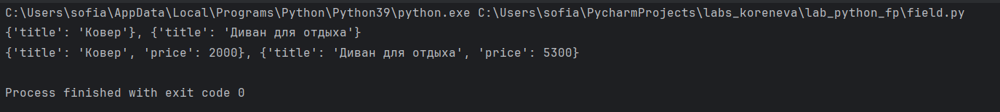 C:\Users\sofia\AppData\Local\Programs\Python\Python39\python.exe C:\Users\sofia\PycharmProjects\labs_koreneva\lab_python_fp\field.py
{'title': 'Ковер'}, {'title': 'Диван для отдыха'}
{'title': 'Ковер', 'price': 2000}, {'title': 'Диван для отдыха', 'price': 5300}
Process finished with exit code 0